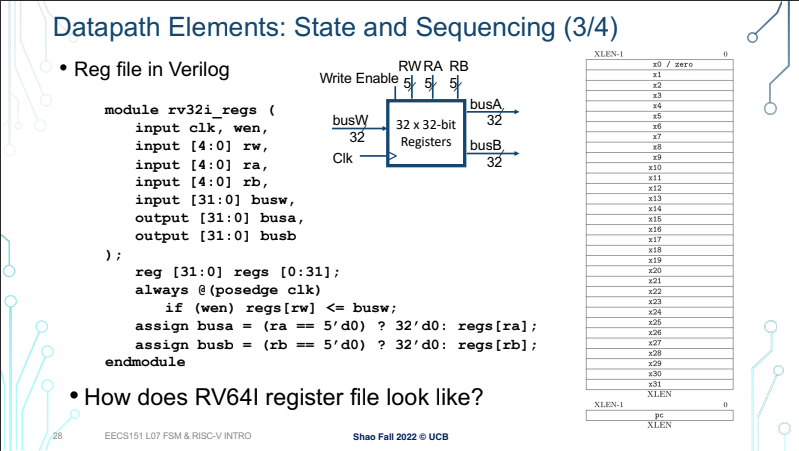 Datapath Elements: State and Sequencing (3/4)
• Reg file in Verilog
module rv32i_regs (
input clk, wen,
input [4:0] rw,
input [4:0] ra,
input [4:0] rb,
input [31:0] busw,
output [31:0] busa,
output [31:0] busb
);
reg [31:0] regs [0:31];
always @(posedge clk)
if (wen) regs[rw] <= busw;
assign busa = (ra == 5’d0) ? 32’d0: regs[ra];
assign busb = (rb == 5’d0) ? 32’d0: regs[rb];
endmodule
RW RA RB
Write Enable 5 5 5
busW
32
Clk
32 x 32-bit
Registers
busA
32
busB
32
• How does RV64I register file look like?
XLEN-1 0
x0 / zero
x1
x2
x3
x4
x5
x6
x7
x8
x9
x10
x11
x12
x13
x14
x15
x16
x17
x18
x19
x20
x21
x22
x23
x24
x25
x26
x27
x28
x29
x30
x31
XLEN
XLEN-1 0
pc
XLEN
28 EECS151 L07 FSM & RISC-V INTRO Shao Fall 2022 © UCB